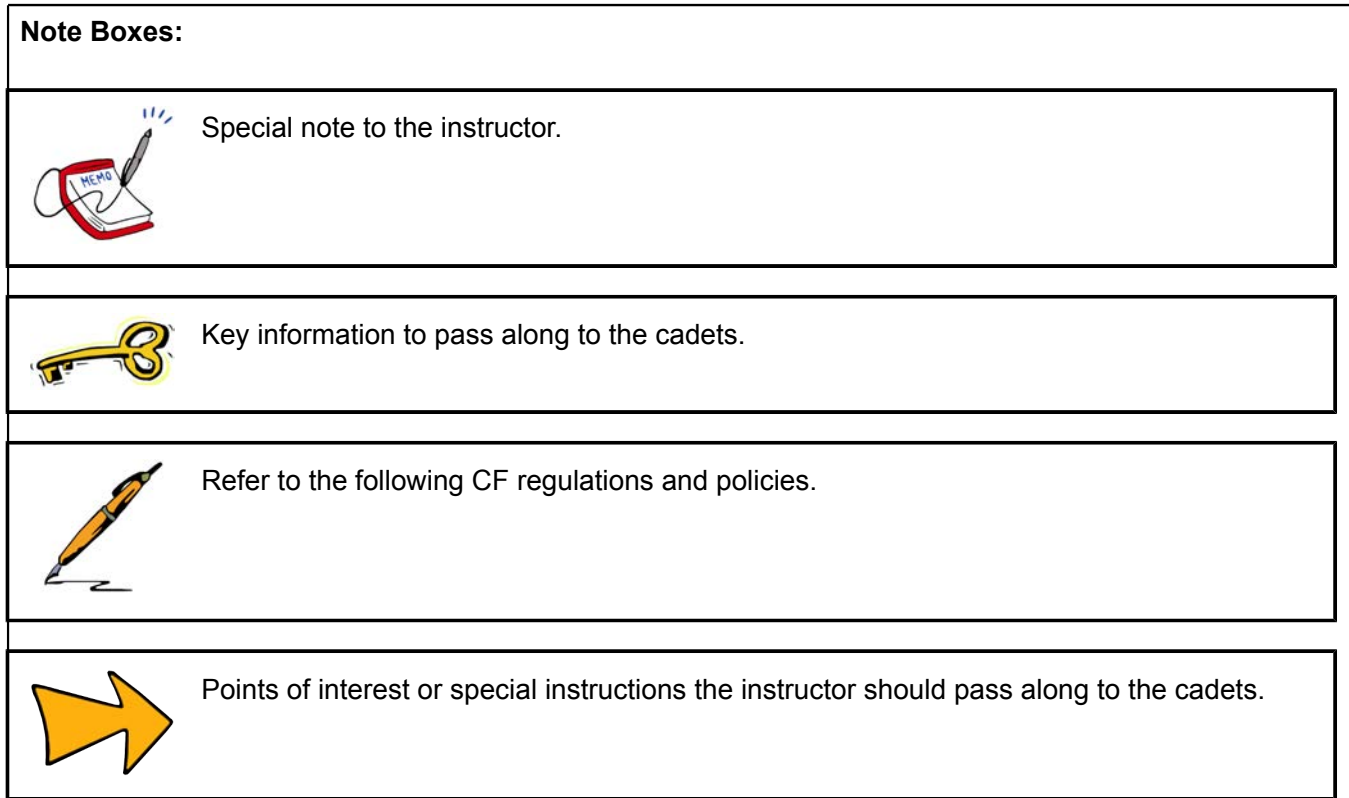 Note Boxes:
MEMO
Special note to the instructor.
Key information to pass along to the cadets.
Refer to the following CF regulations and policies.
Points of interest or special instructions the instructor should pass along to the cadets.